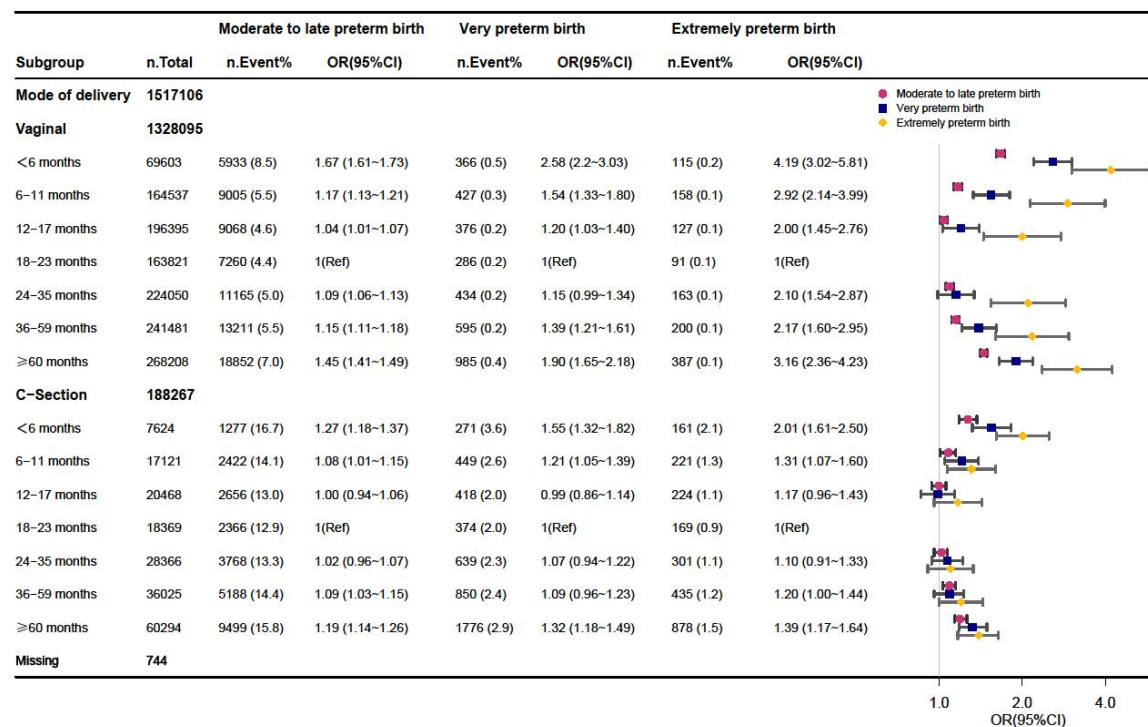 Moderate to late preterm birth Very preterm birth Extremely preterm birth
Subgroup n.Total n.Event% OR(95%CI) n.Event% OR(95%CI) n.Event% OR(95%CI)
Mode of delivery 1517106
Moderate to late preterm birth
Very preterm birth
Extremely preterm birth
Vaginal 1328095
<6 months 69603 5933 (8.5) 1.67 (1.61~1.73) 366 (0.5) 2.58 (2.2~3.03) 115 (0.2) 4.19 (3.02~5.81)
6−11 months 164537 9005 (5.5) 1.17 (1.13~1.21) 427 (0.3) 1.54 (1.33~1.80) 158 (0.1) 2.92 (2.14~3.99)
12−17 months 196395 9068 (4.6) 1.04 (1.01~1.07) 376 (0.2) 1.20 (1.03~1.40) 127 (0.1) 2.00 (1.45~2.76)
18−23 months 163821 7260 (4.4) 1(Ref) 286 (0.2) 1(Ref) 91 (0.1) 1(Ref)
24−35 months 224050 11165 (5.0) 1.09 (1.06~1.13) 434 (0.2) 1.15 (0.99~1.34) 163 (0.1) 2.10 (1.54~2.87)
36−59 months 241481 13211 (5.5) 1.15 (1.11~1.18) 595 (0.2) 1.39 (1.21~1.61) 200 (0.1) 2.17 (1.60~2.95)
≥60 months 268208 18852 (7.0) 1.45 (1.41~1.49) 985 (0.4) 1.90 (1.65~2.18) 387 (0.1) 3.16 (2.36~4.23)
C−Section 188267
<6 months 7624 1277 (16.7) 1.27 (1.18~1.37) 271 (3.6) 1.55 (1.32~1.82) 161 (2.1) 2.01 (1.61~2.50)
6−11 months 17121 2422 (14.1) 1.08 (1.01~1.15) 449 (2.6) 1.21 (1.05~1.39) 221 (1.3) 1.31 (1.07~1.60)
12−17 months 20468 2656 (13.0) 1.00 (0.94~1.06) 418 (2.0) 0.99 (0.86~1.14) 224 (1.1) 1.17 (0.96~1.43)
18−23 months 18369 2366 (12.9) 1(Ref) 374 (2.0) 1(Ref) 169 (0.9) 1(Ref)
24−35 months 28366 3768 (13.3) 1.02 (0.96~1.07) 639 (2.3) 1.07 (0.94~1.22) 301 (1.1) 1.10 (0.91~1.33)
36−59 months 36025 5188 (14.4) 1.09 (1.03~1.15) 850 (2.4) 1.09 (0.96~1.23) 435 (1.2) 1.20 (1.00~1.44)
≥60 months 60294 9499 (15.8) 1.19 (1.14~1.26) 1776 (2.9) 1.32 (1.18~1.49) 878 (1.5) 1.39 (1.17~1.64)
Missing 744
1.0 2.0 4.0
OR(95%CI)